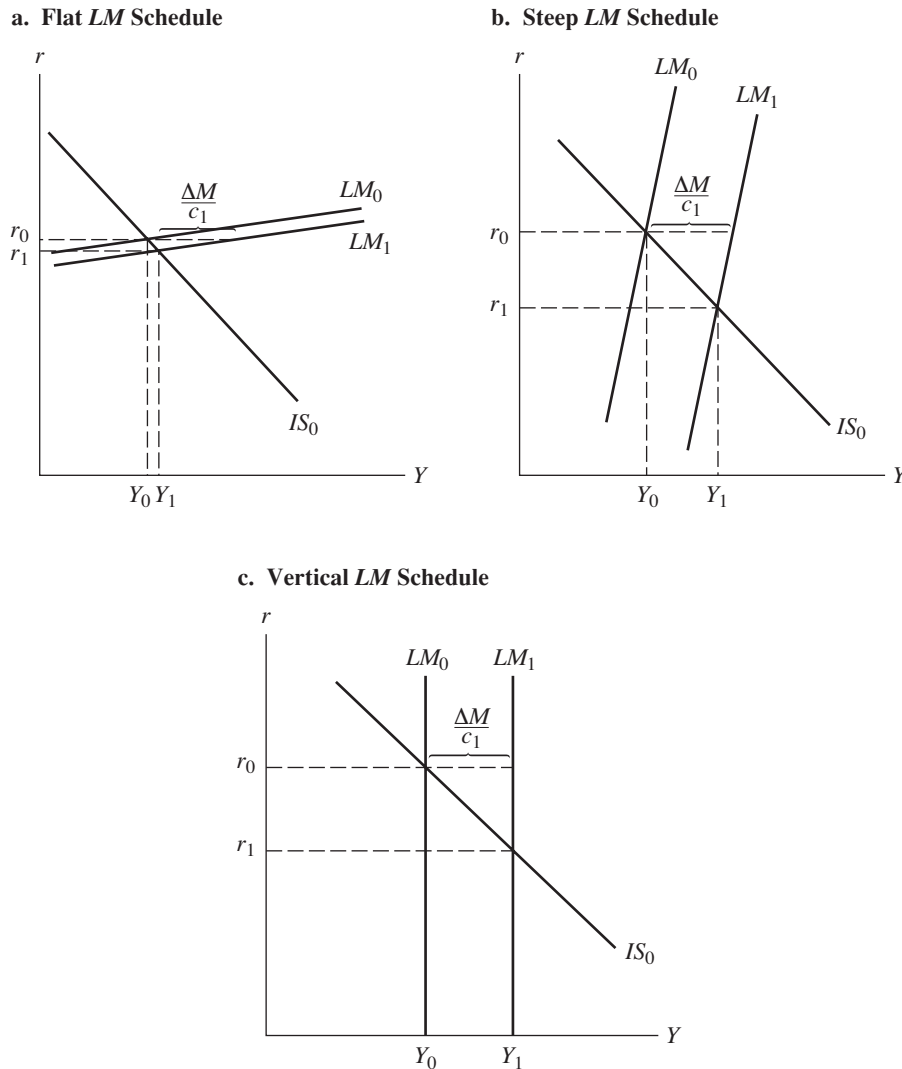 a. Flat LM Schedule
r
LM₀
ΔM
c₁
LM₁
r₀
r₁
IS₀
Y₀ Y₁
Y
b. Steep LM Schedule
r
LM₀
LM₁
ΔM
c₁
r₀
r₁
IS₀
Y₀ Y₁
Y
c. Vertical LM Schedule
r
LM₀ LM₁
ΔM
c₁
r₀
r₁
IS₀
Y₀ Y₁
Y